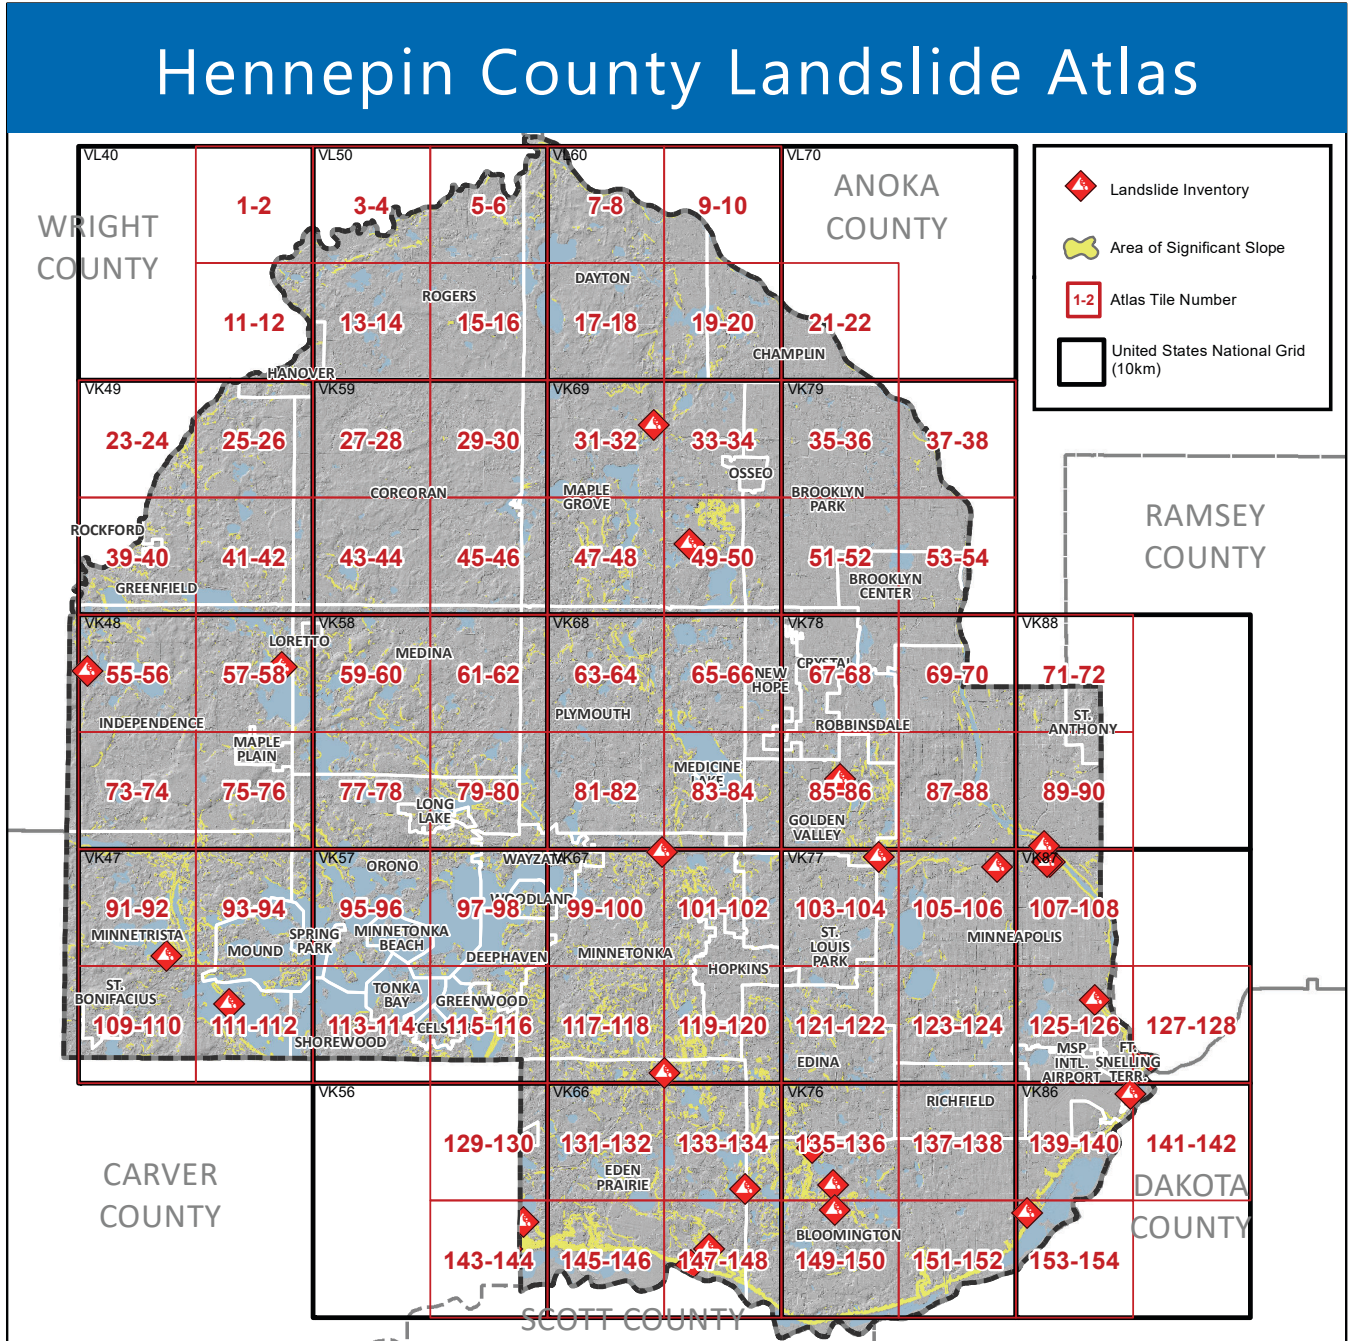 Hennepin County Landslide Atlas
VL40
VL50
VL60
VL70
WRIGHT
COUNTY
ANOKA
COUNTY
1-2
3-4
5-6
7-8
9-10
Landslide Inventory
Area of Significant Slope
1-2
Atlas Tile Number
United States National Grid
(10km)
DAYTON
ROGERS
11-12
13-14
15-16
17-18
19-20
21-22
CHAMPLIN
HANOVER
VK49
VK59
VK69
VK79
23-24
25-26
27-28
29-30
31-32
33-34
35-36
37-38
OSSEO
CORCORAN
MAPLE
GROVE
BROOKLYN
PARK
RAMSEY
COUNTY
ROCKFORD
39-40
41-42
43-44
45-46
47-48
49-50
51-52
53-54
GREENFIELD
BROOKLYN
CENTER
VK48
VK58
VK68
VK78
VK88
LORETTO
MEDINA
55-56
57-58
59-60
61-62
63-64
65-66
NEW
HOPE
CRYSTAL
67-68
69-70
71-72
INDEPENDENCE
PLYMOUTH
ROBBINSDALE
ST.
ANTHONY
MAPLE
PLAIN
MEDICINE
LAKE
73-74
75-76
77-78
79-80
81-82
83-84
85-86
87-88
89-90
LONG
LAKE
GOLDEN
VALLEY
VK47
VK57
VK67
VK77
VK87
ORONO
WAYZATA
WOODLAND
91-92
93-94
95-96
97-98
99-100
101-102
103-104
105-106
107-108
MINNETRISTA
MOUND
SPRING
PARK
MINNETONKA
BEACH
DEEPHAVEN
MINNETONKA
HOPKINS
ST.
LOUIS
PARK
MINNEAPOLIS
ST.
BONIFACIUS
TONKA
BAY
GREENWOOD
109-110
111-112
113-114
115-116
117-118
119-120
121-122
123-124
125-126
127-128
SHOREWOOD
EDINA
MSP
INTL.
AIRPORT
FT.
SNELLING
TERR.
VK56
VK66
VK76
VK86
RICHFIELD
129-130
131-132
133-134
135-136
137-138
139-140
141-142
CARVER
COUNTY
EDEN
PRAIRIE
DAKOTA
COUNTY
BLOOMINGTON
143-144
145-146
147-148
149-150
151-152
153-154
SCOTT COUNTY